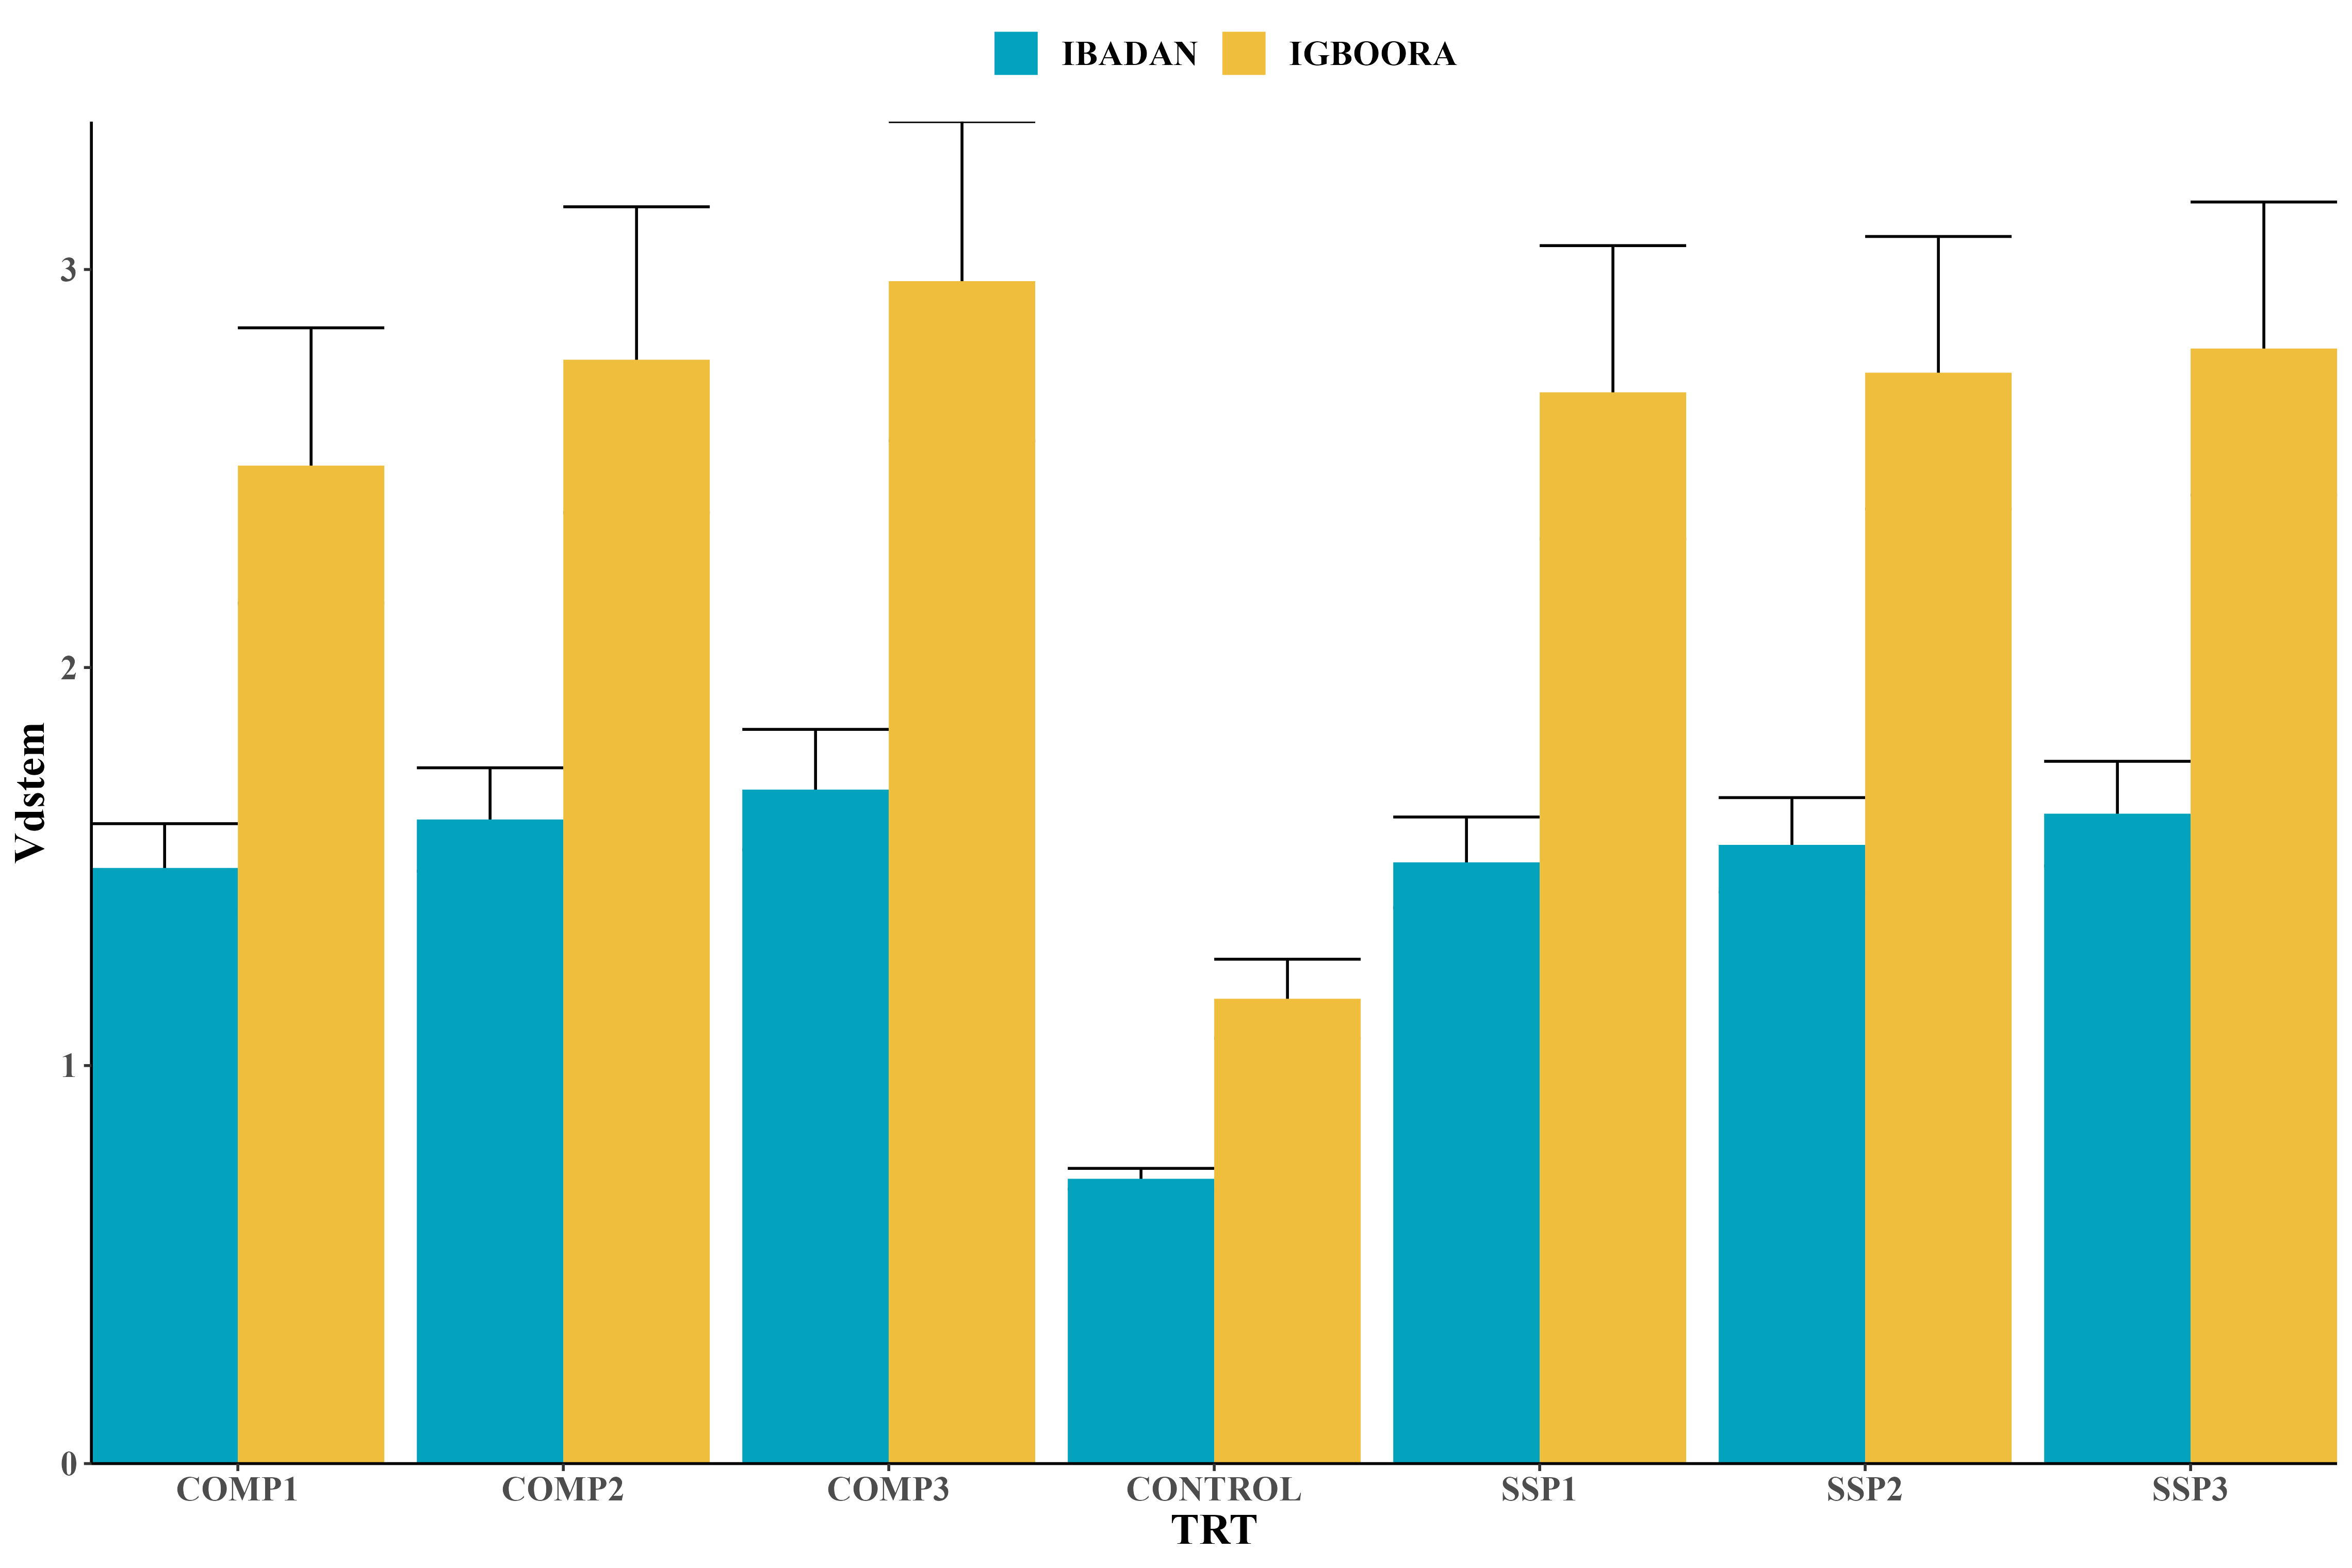 IBADAN IGBOORA
Vdstem
3
2
1
0
COMP1 COMP2 COMP3 CONTROL SSP1 SSP2 SSP3
TRT